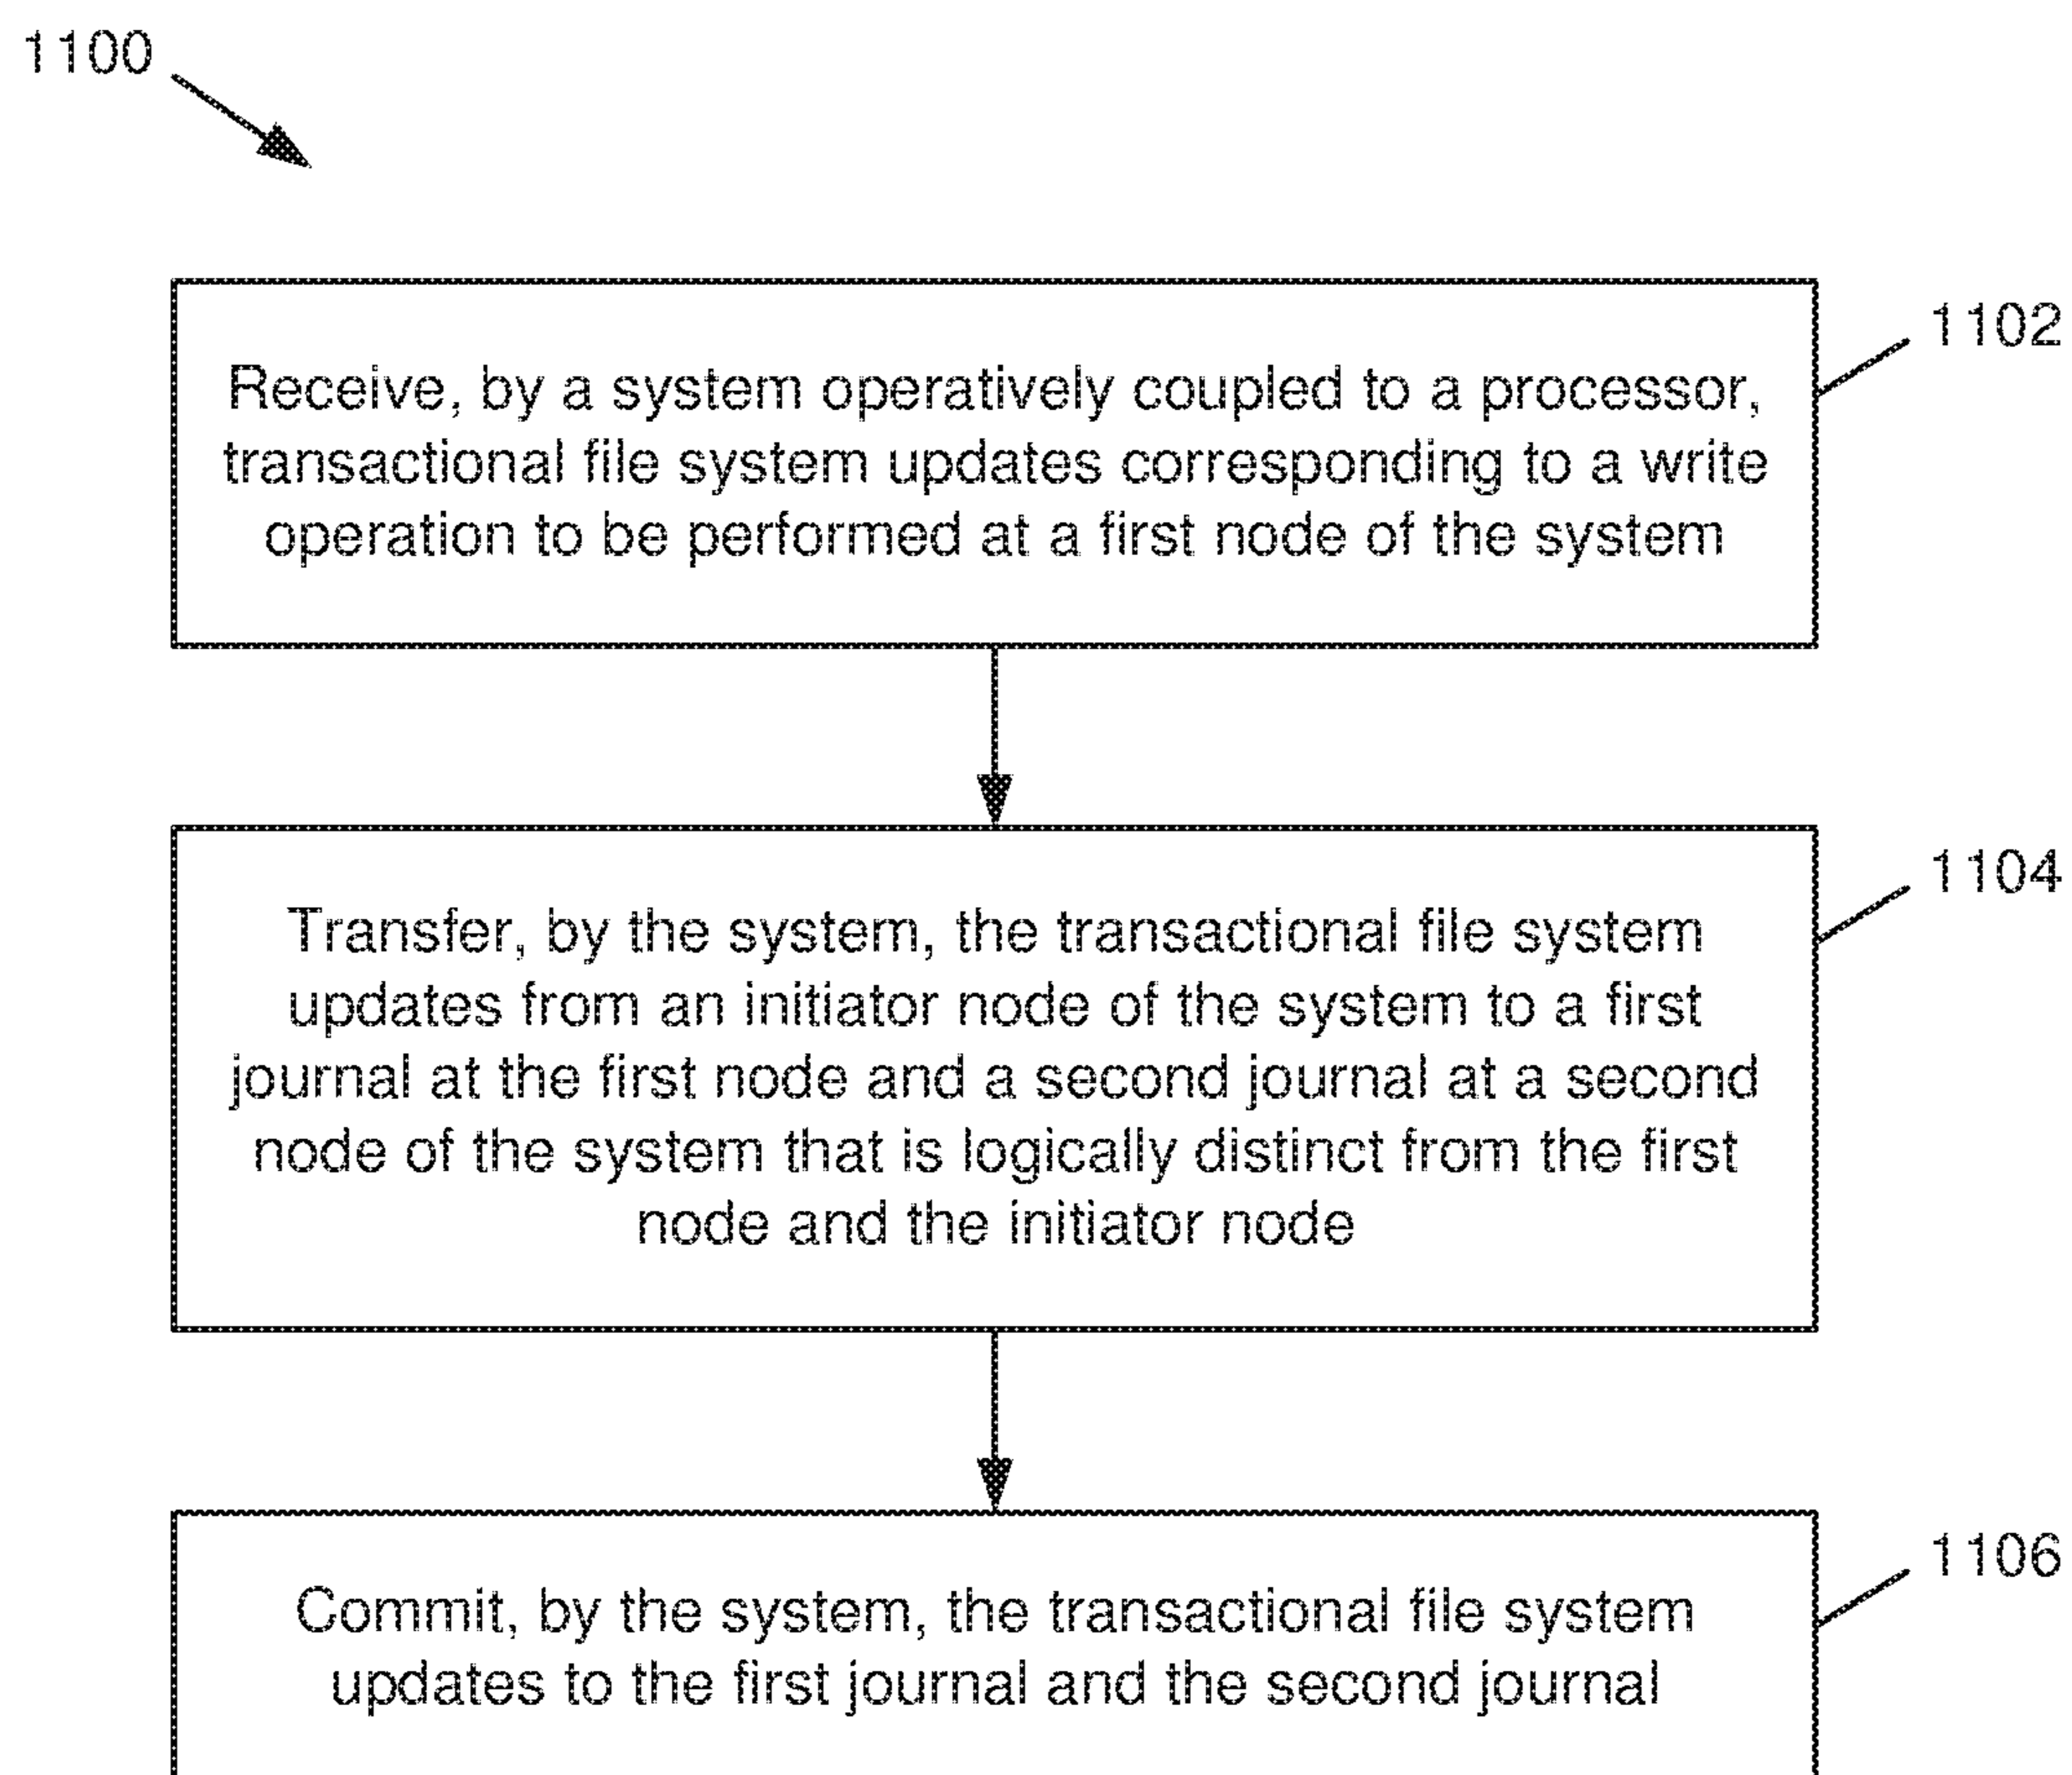 1100
1102
Receive, by a system operatively coupled to a processor,
transactional file system updates corresponding to a write
operation to be performed at a first node of the system
1104
Transfer, by the system, the transactional file system
updates from an initiator node of the system to a first
journal at the first node and a second journal at a second
node of the system that is logically distinct from the first
node and the initiator node
1106
Commit, by the system, the transactional file system
updates to the first journal and the second journal